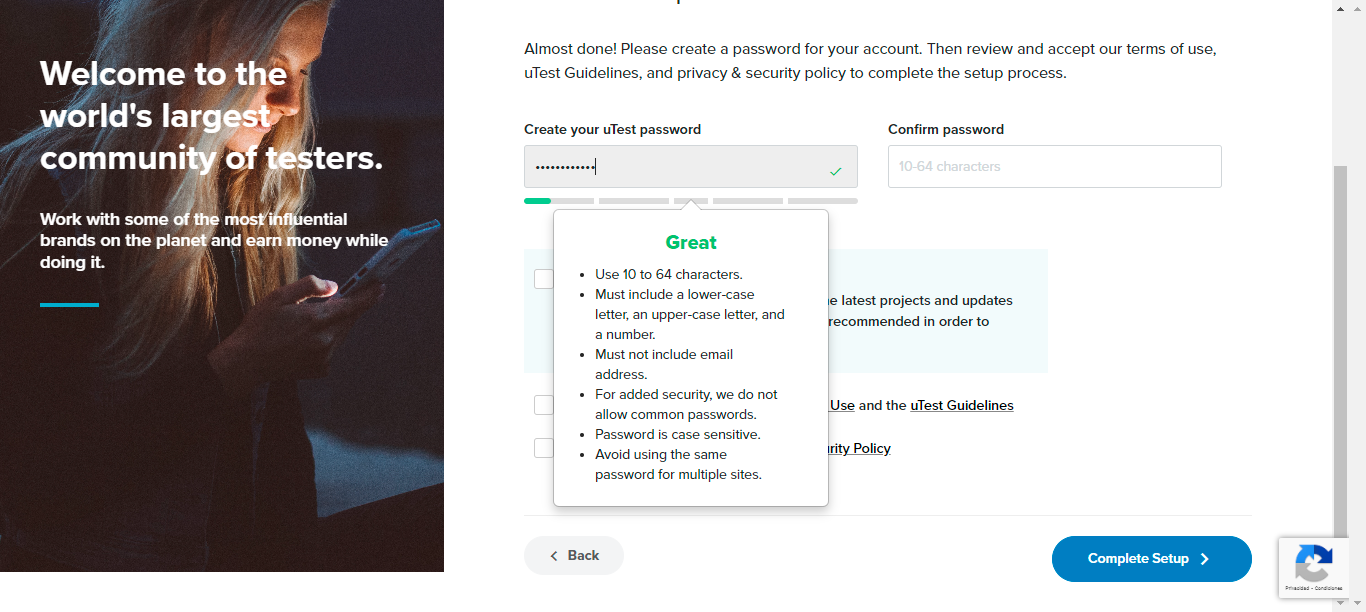 Welcome to the
world's largest
community of testers.
Work with some of the most influential
brands on the planet and earn money while
doing it.
Almost done! Please create a password for your account. Then review and accept our terms of use,
uTest Guidelines, and privacy & security policy to complete the setup process.
Create your uTest password
Confirm password
••••••••••••
10-64 characters
Great
Use 10 to 64 characters.
Must include a lower-case
letter, an upper-case letter, and
a number.
Must not include email
address.
For added security, we do not
allow common passwords.
Password is case sensitive.
Avoid using the same
password for multiple sites.
latest projects and updates
recommended in order to
Use and the uTest Guidelines
Policy
Back
Complete Setup
Privacidad - Condiciones